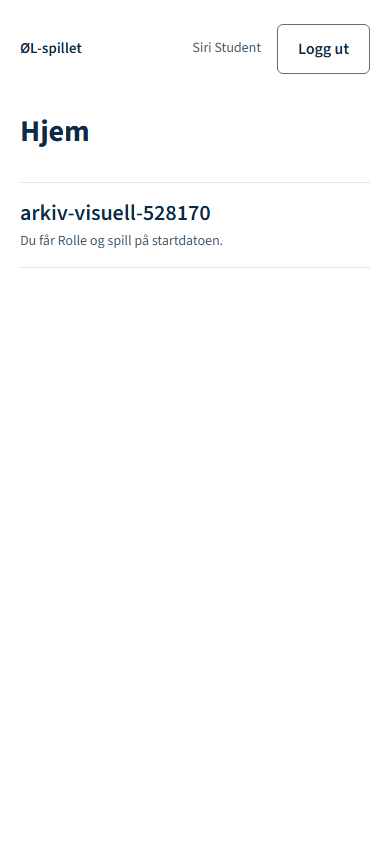 ØL-spillet
Siri Student
Logg ut
Hjem
arkiv-visuell-528170
Du får Rolle og spill på startdatoen.